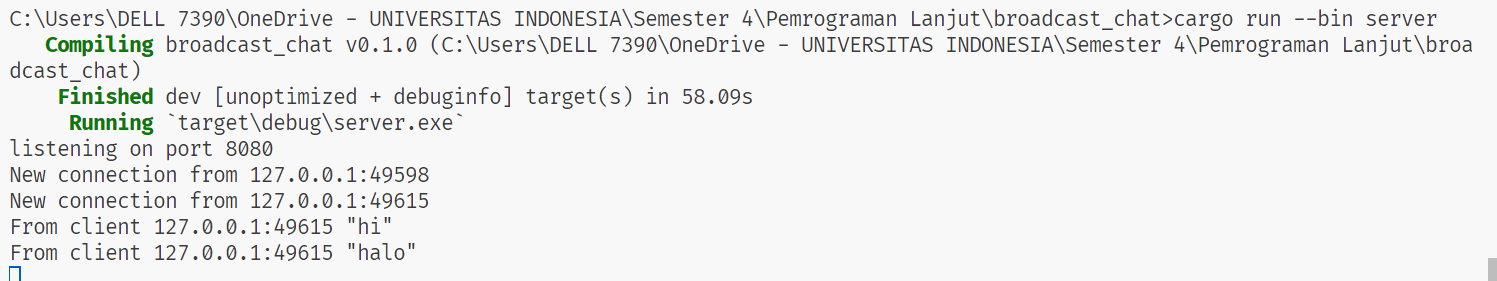 C:\Users\DELL 7390\OneDrive - UNIVERSITAS INDONESIA\Semester 4\Pemrograman Lanjut\broadcast_chat>cargo run --bin server
   Compiling broadcast_chat v0.1.0 (C:\Users\DELL 7390\OneDrive - UNIVERSITAS INDONESIA\Semester 4\Pemrograman Lanjut\broa
dcast_chat)
    Finished dev [unoptimized + debuginfo] target(s) in 58.09s
     Running `target\debug\server.exe`
listening on port 8080
New connection from 127.0.0.1:49598
New connection from 127.0.0.1:49615
From client 127.0.0.1:49615 "hi"
From client 127.0.0.1:49615 "halo"